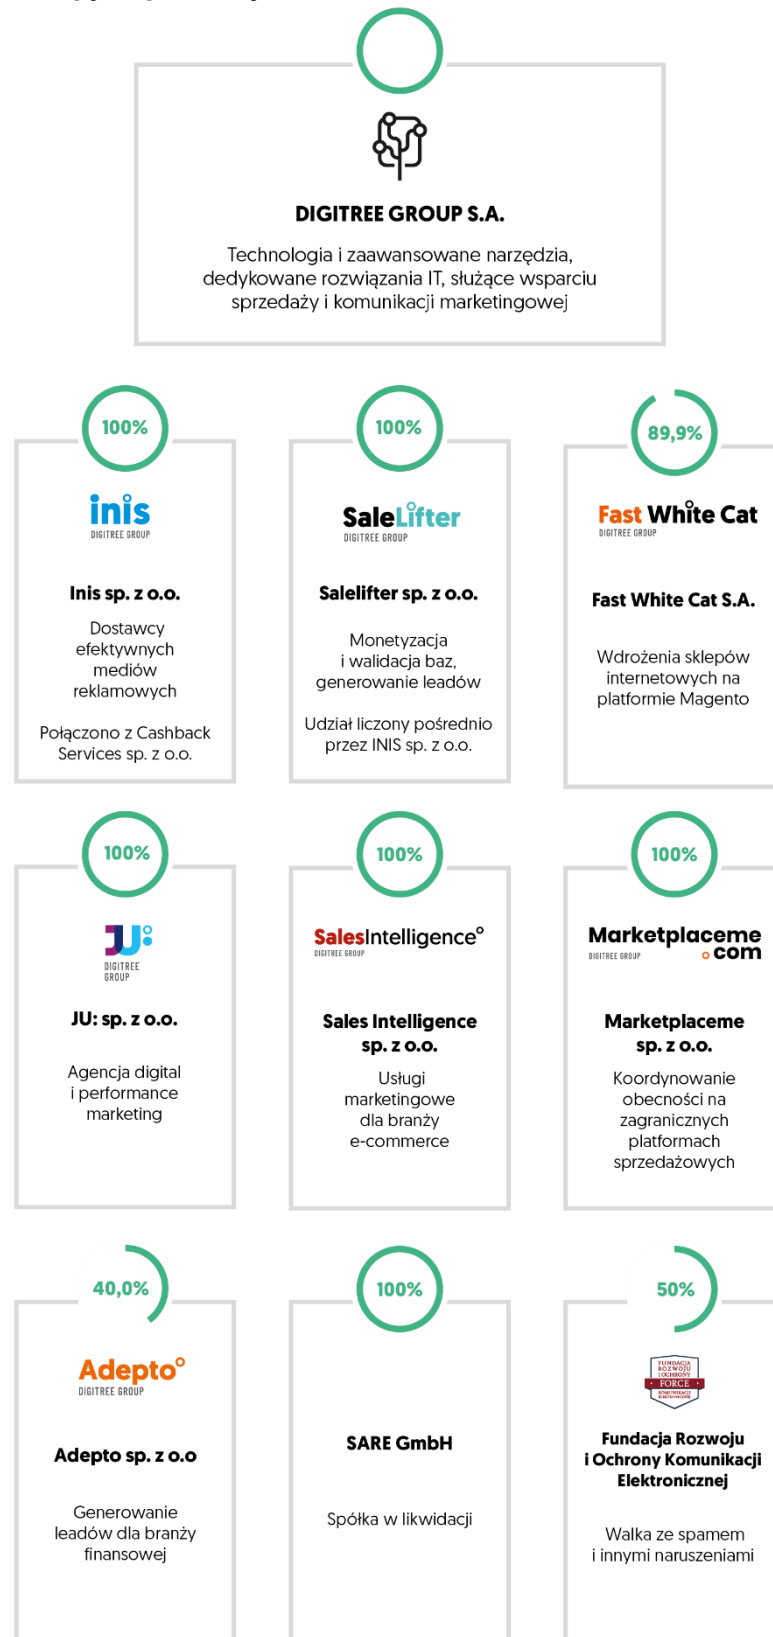 DIGITREE GROUP S.A.
Technologia i zaawansowane narzędzia,
dedykowane rozwiązania IT, służące wsparciu
sprzedaży i komunikacji marketingowej
100%
inis
DIGITREE GROUP
Inis sp. z o.o.
Dostawcy
efektywnych
mediów
reklamowych
Połączono z Cashback
Services sp. z o.o.
100%
SaleLifter
DIGITREE GROUP
Salelifter sp. z o.o.
Monetyzacja
i walidacja baz,
generowanie leadów
Udział liczony pośrednio
przez INIS sp. z o.o.
89,9%
Fast White Cat
DIGITREE GROUP
Fast White Cat S.A.
Wdrożenia sklepów
internetowych na
platformie Magento
100%
JU:
DIGITREE
GROUP
JU: sp. z o.o.
Agencja digital
i performance
marketing
100%
SalesIntelligence
DIGITREE GROUP
Sales Intelligence
sp. z o.o.
Usługi
marketingowe
dla branży
e-commerce
100%
Marketplaceme
DIGITREE GROUP
com
Marketplaceme
sp. z o.o.
Koordynowanie
obecności na
zagranicznych
platformach
sprzedażowych
40,0%
Adepto
DIGITREE GROUP
Adepto sp. z o.o
Generowanie
leadów dla branży
finansowej
100%
SARE GmbH
Spółka w likwidacji
50%
FUNDACJA
ROZWOJU
I OCHRONY
FORCE
KOMUNIKACJI
ELEKTRONICZNEJ
Fundacja Rozwoju
i Ochrony Komunikacji
Elektronicznej
Walka ze spamem
i innymi naruszeniami